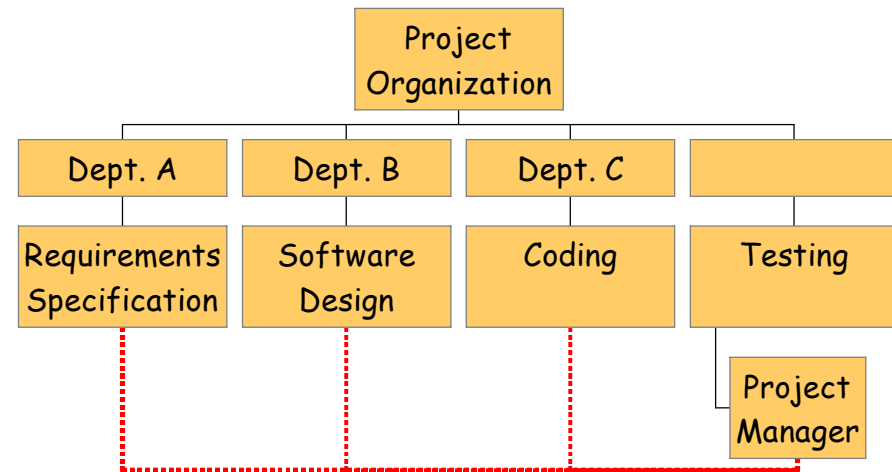 Project
Organization
Dept. A
Dept. B
Dept. C
Requirements
Specification
Software
Design
Coding
Testing
Project
Manager